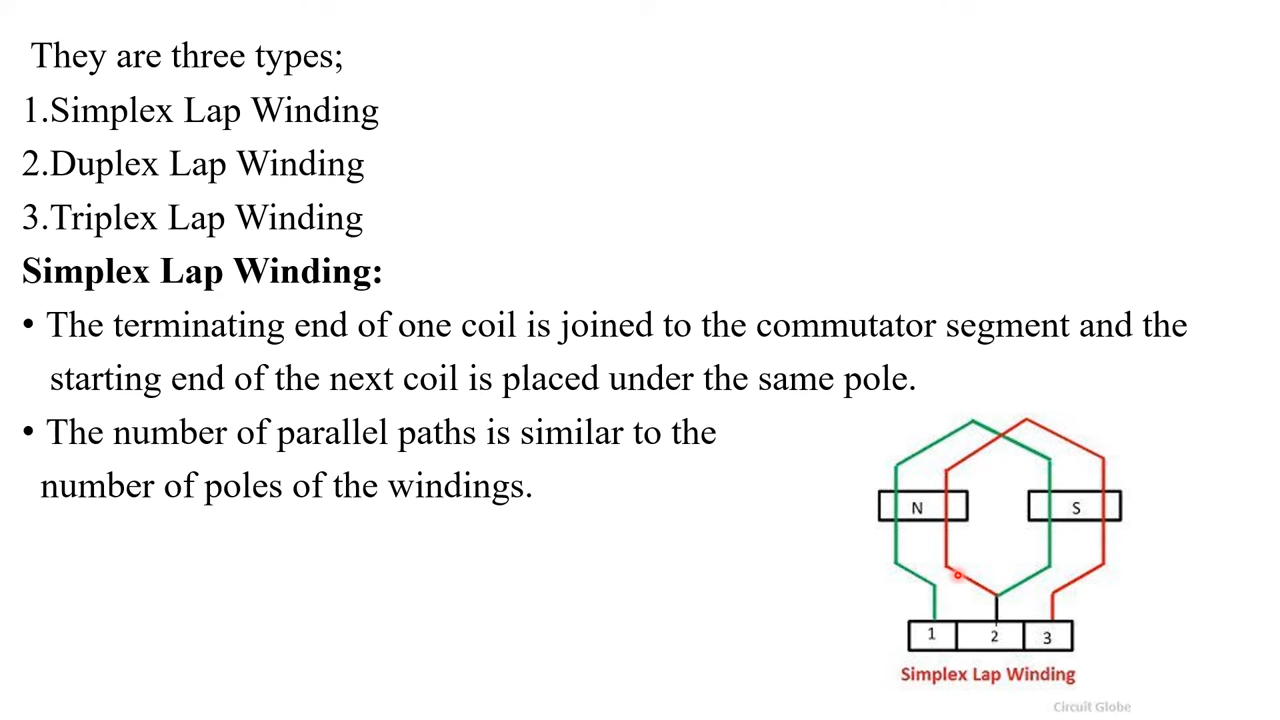 They are three types;
1.Simplex Lap Winding
2.Duplex Lap Winding
3.Triplex Lap Winding
Simplex Lap Winding:
• The terminating end of one coil is joined to the commutator segment and the
starting end of the next coil is placed under the same pole.
• The number of parallel paths is similar to the
number of poles of the windings.
N S
1 2 3
Simplex Lap Winding
Circuit Globe